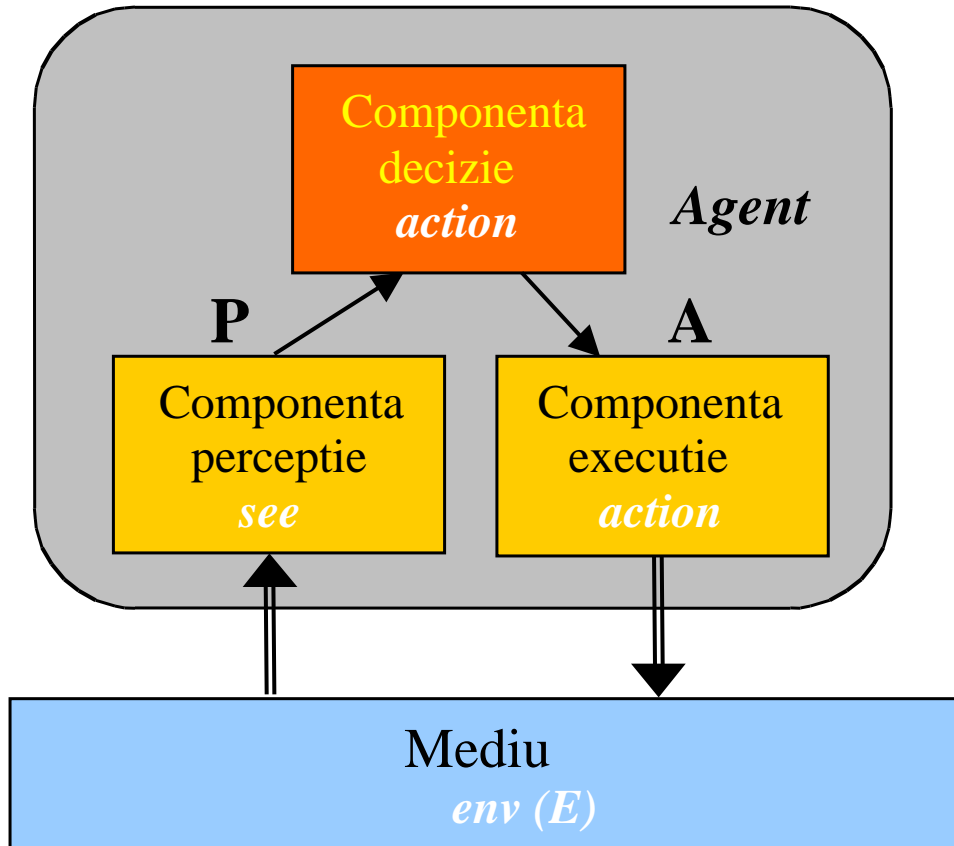 Componenta
decizie
action
Agent
P
A
Componenta
perceptie
see
Componenta
executie
action
Mediu
env (E)